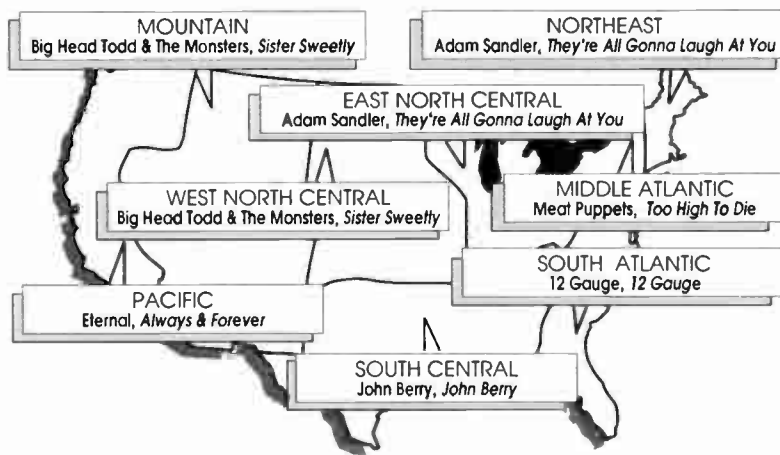 MOUNTAIN
Big Head Todd & The Monsters, Sister Sweetly
NORTHEAST
Adam Sandler, They're All Gonna Laugh At You
EAST NORTH CENTRAL
Adam Sandler, They're All Gonna Laugh At You
WEST NORTH CENTRAL
Big Head Todd & The Monsters, Sister Sweetly
MIDDLE ATLANTIC
Meat Puppets, Too High To Die
SOUTH ATLANTIC
12 Gauge, 12 Gauge
PACIFIC
Eternal, Always & Forever
SOUTH CENTRAL
John Berry, John Berry